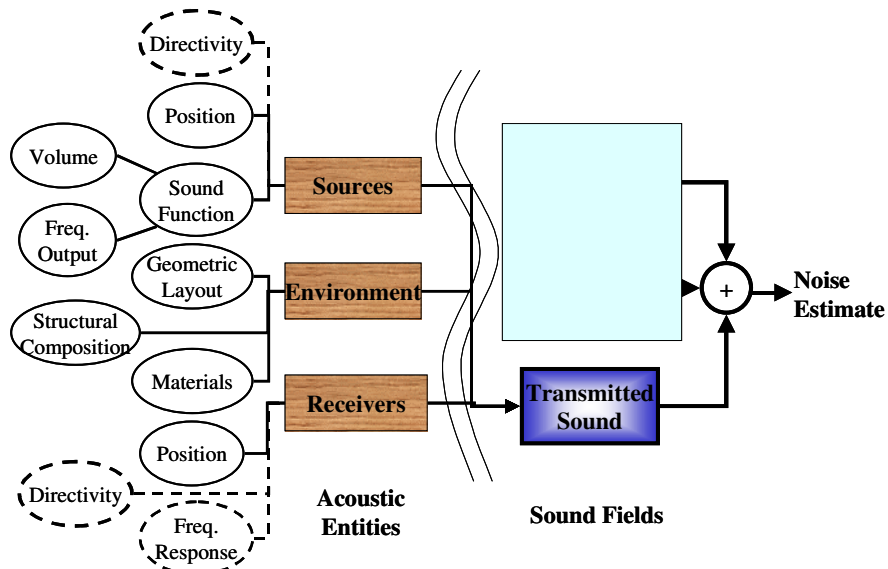 Directivity
Position
Volume
Sound
Function
Freq.
Output
Sources
Geometric
Layout
Environment
Structural
Composition
Materials
Receivers
Position
Directivity
Freq.
Response
Acoustic
Entities
Transmitted
Sound
Sound Fields
+
Noise
Estimate